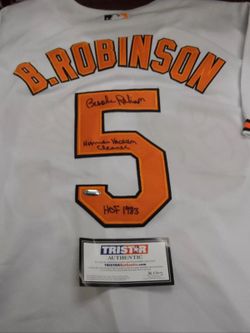 B.ROBINSON
Brooks Robinson
5
Human Vacuum
Cleaner
HOF 1983
TRISTAR
AUTHENTIC